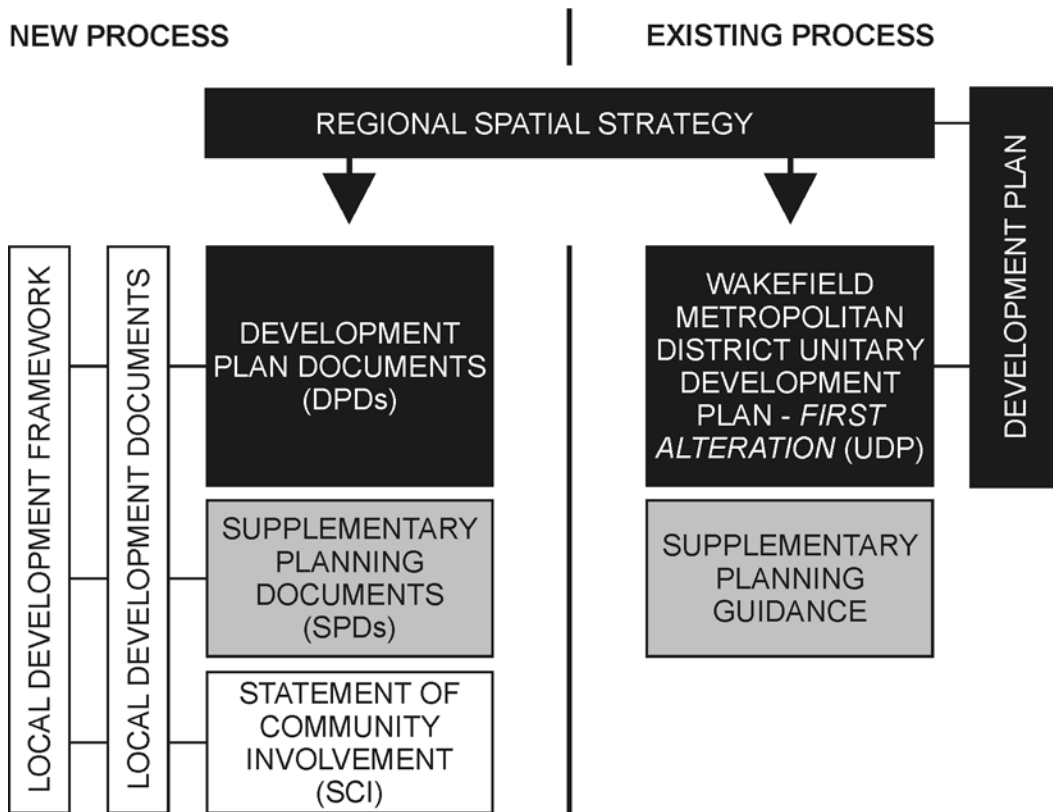 NEW PROCESS
EXISTING PROCESS
REGIONAL SPATIAL STRATEGY
DEVELOPMENT PLAN
LOCAL DEVELOPMENT FRAMEWORK
LOCAL DEVELOPMENT DOCUMENTS
DEVELOPMENT
PLAN DOCUMENTS
(DPDs)
SUPPLEMENTARY
PLANNING
DOCUMENTS
(SPDs)
STATEMENT OF
COMMUNITY
INVOLVEMENT
(SCI)
WAKEFIELD
METROPOLITAN
DISTRICT UNITARY
DEVELOPMENT
PLAN - FIRST
ALTERATION (UDP)
SUPPLEMENTARY
PLANNING
GUIDANCE